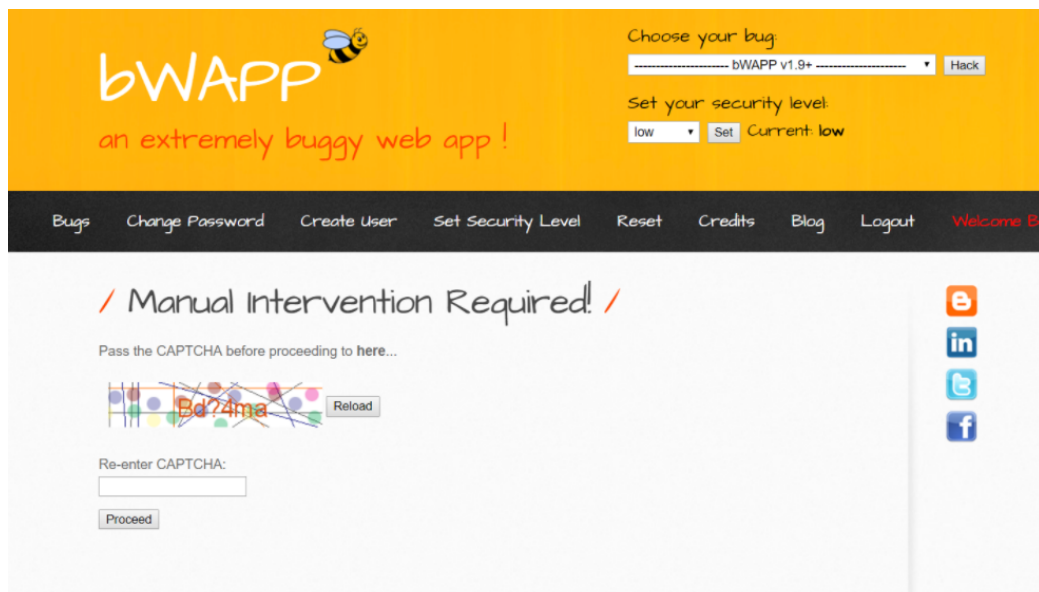 bWAPP
an extremely buggy web app !
Choose your bug:
---------------------- bWAPP v1.9+ ---------------------- Hack
Set your security level:
low Set Current: low
Bugs Change Password Create User Set Security Level Reset Credits Blog Logout Welcome B
/ Manual Intervention Required! /
Pass the CAPTCHA before proceeding to here...
Bd?4ma Reload
Re-enter CAPTCHA:
Proceed